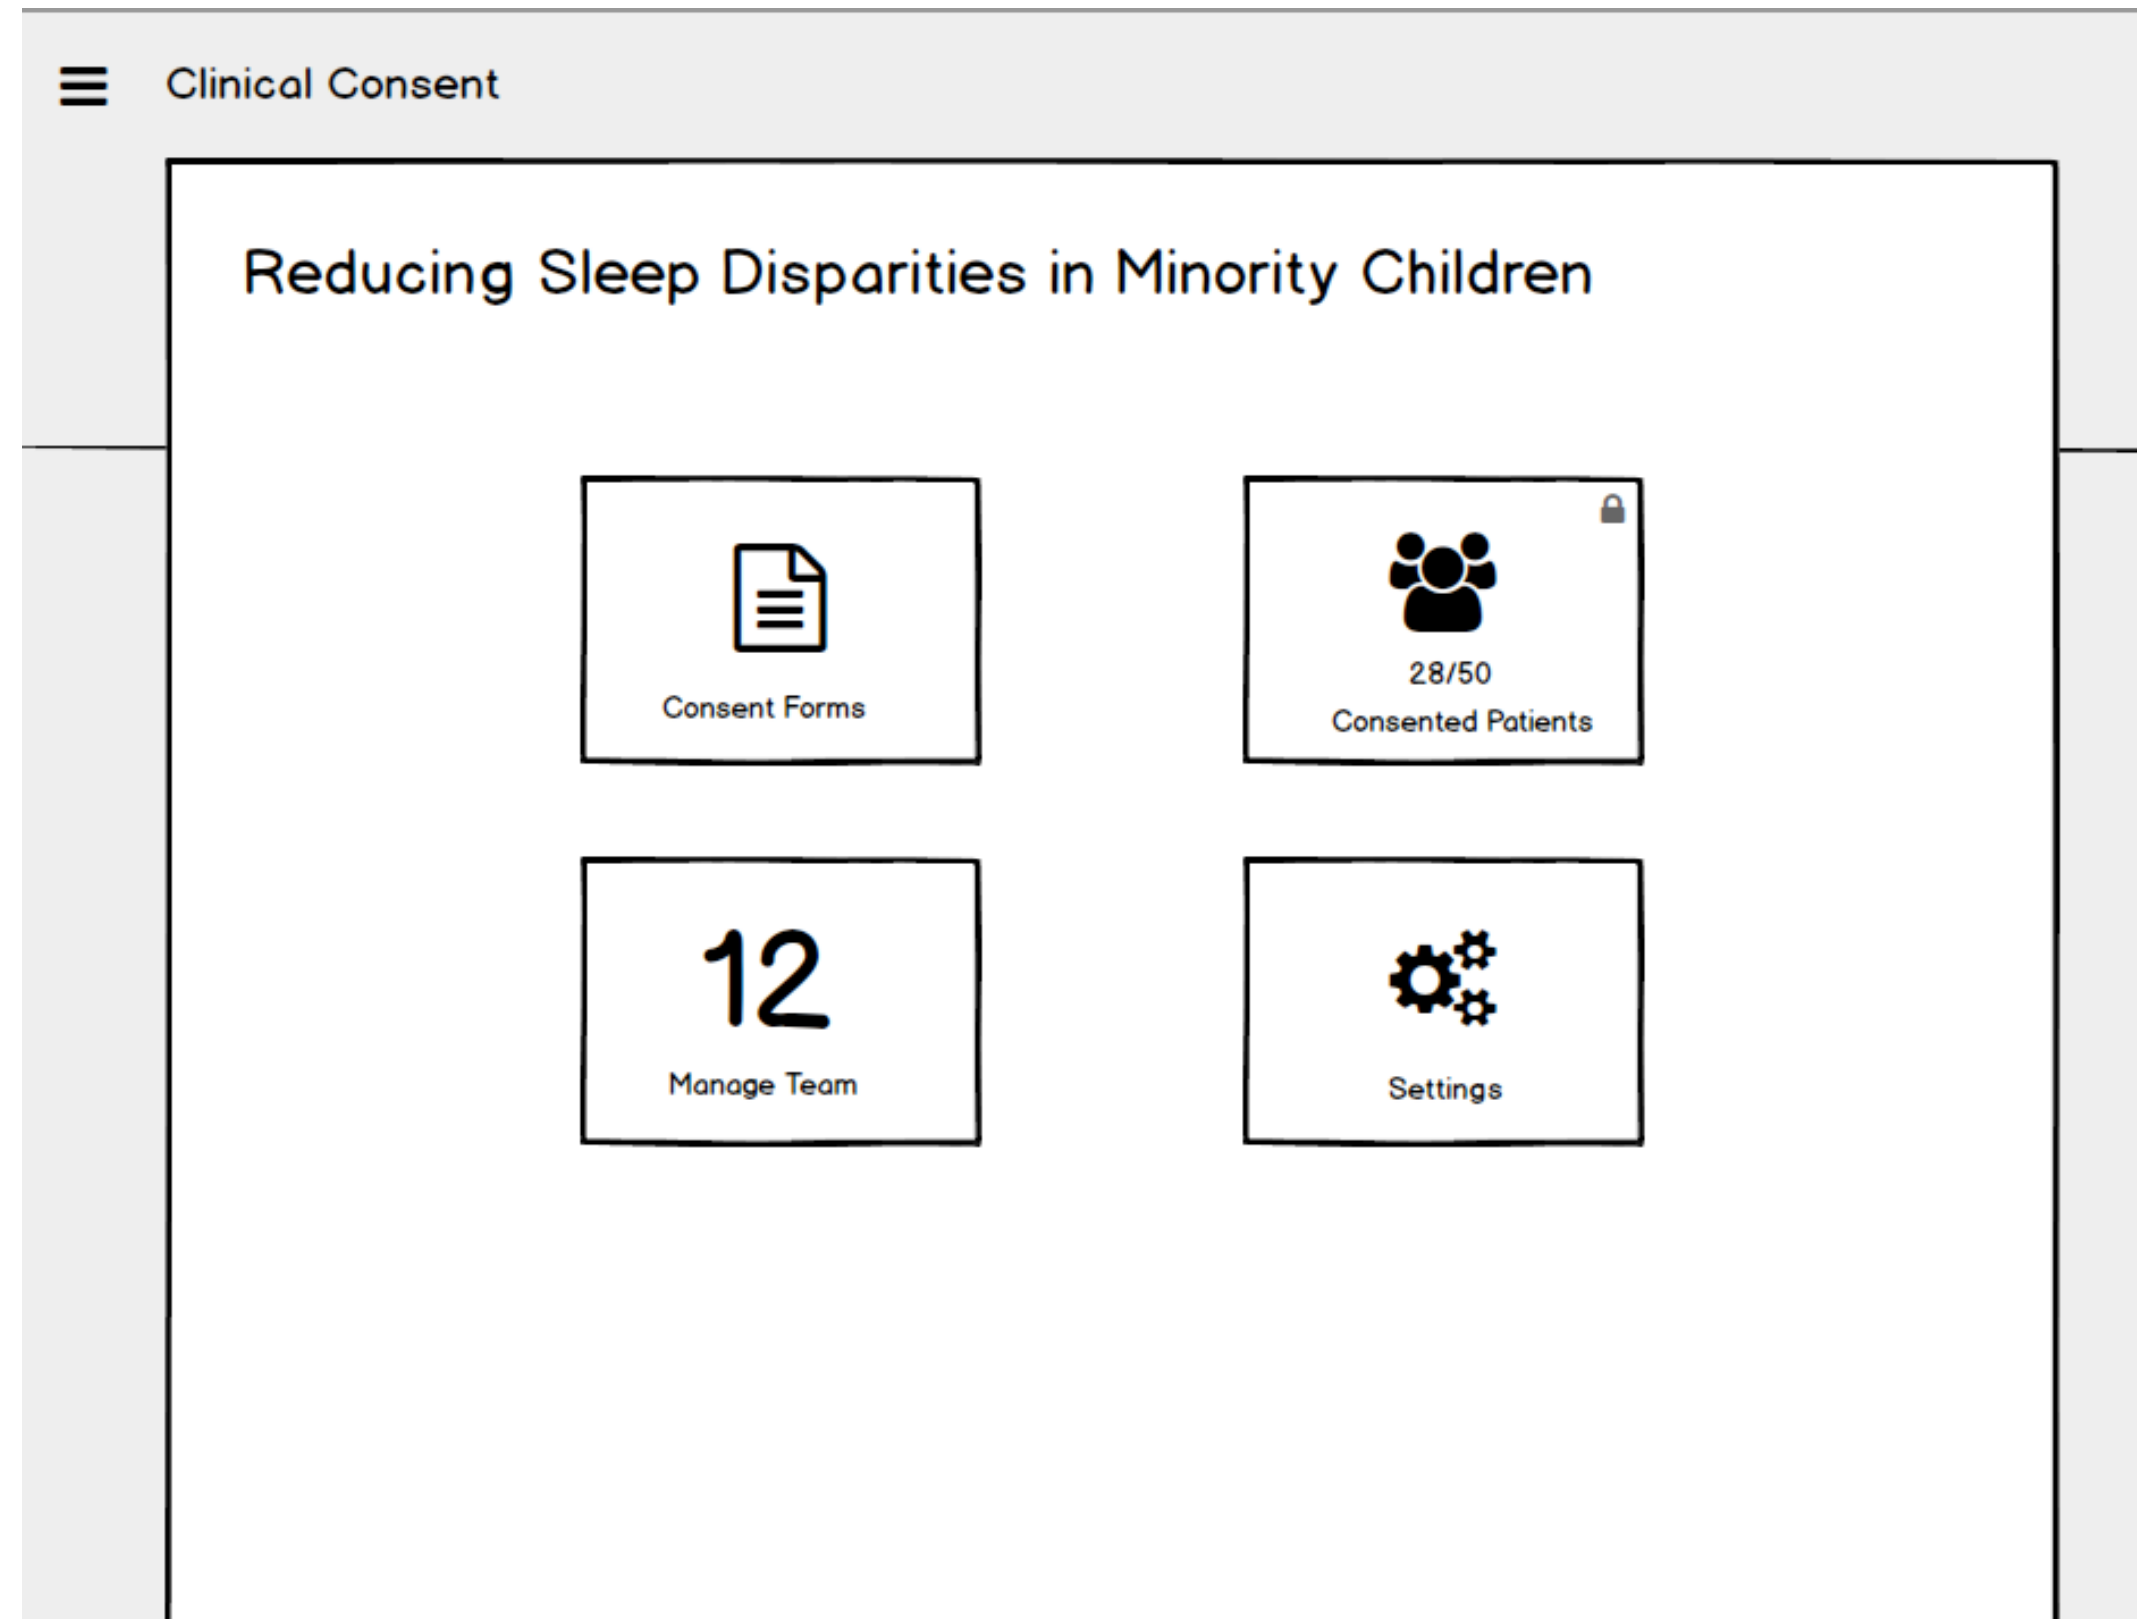 Clinical Consent
Reducing Sleep Disparities in Minority Children
Consent Forms
28/50
Consented Patients
12
Manage Team
Settings